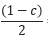 (1−c)/2 =